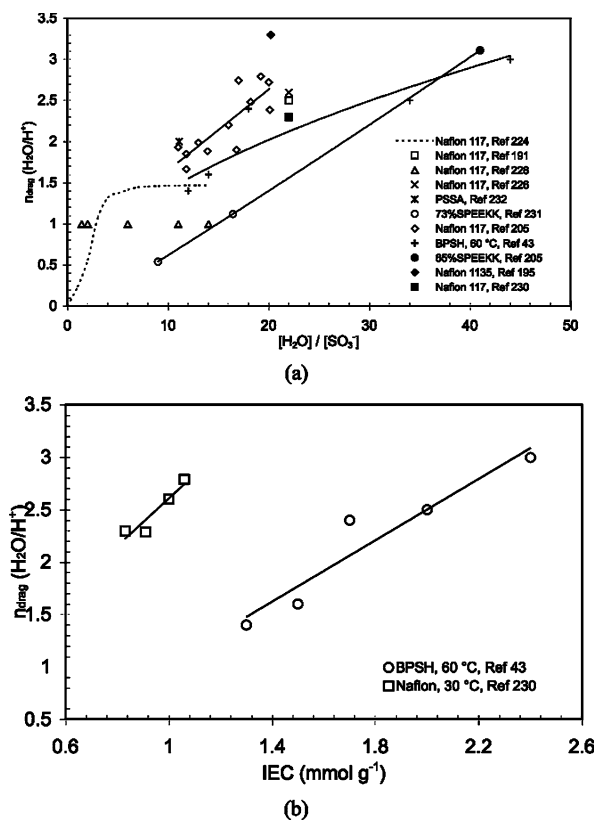 3.5
3
2.5
2
1.5
1
0.5
0
0 10 20 30 40 50
ndrag (H2O/H+)
[H2O] / [SO3-]
Nafion 117, Ref 224
Nafion 117, Ref 191
Nafion 117, Ref 228
Nafion 117, Ref 226
PSSA, Ref 232
73%SPEEKK, Ref 231
Nafion 117, Ref 205
BPSH, 60 °C, Ref 43
65%SPEEKK, Ref 205
Nafion 1135, Ref 195
Nafion 117, Ref 230
(a)
3.5
3
2.5
2
1.5
1
0.5
0.6 1 1.4 1.8 2.2 2.6
ndrag (H2O/H+)
BPSH, 60 °C, Ref 43
Nafion, 30 °C, Ref 230
IEC (mmol g-1)
(b)